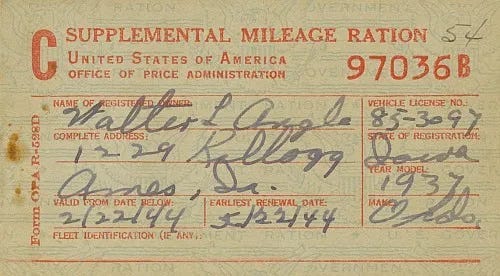 C SUPPLEMENTAL MILEAGE RATION 54
UNITED STATES OF AMERICA
OFFICE OF PRICE ADMINISTRATION 97036B
NAME OF REGISTERED OWNER:
Walter L Angle
VEHICLE LICENSE NO.:
85-3097
COMPLETE ADDRESS:
1229 Kellogg
STATE OF REGISTRATION:
Iowa
Ames, Ia.
YEAR MODEL:
1937
VALID FROM DATE BELOW:
2/22/44
EARLIEST RENEWAL DATE:
5/22/44
MAKE:
Olds.
FLEET IDENTIFICATION (IF ANY):
Form OPA R-528D